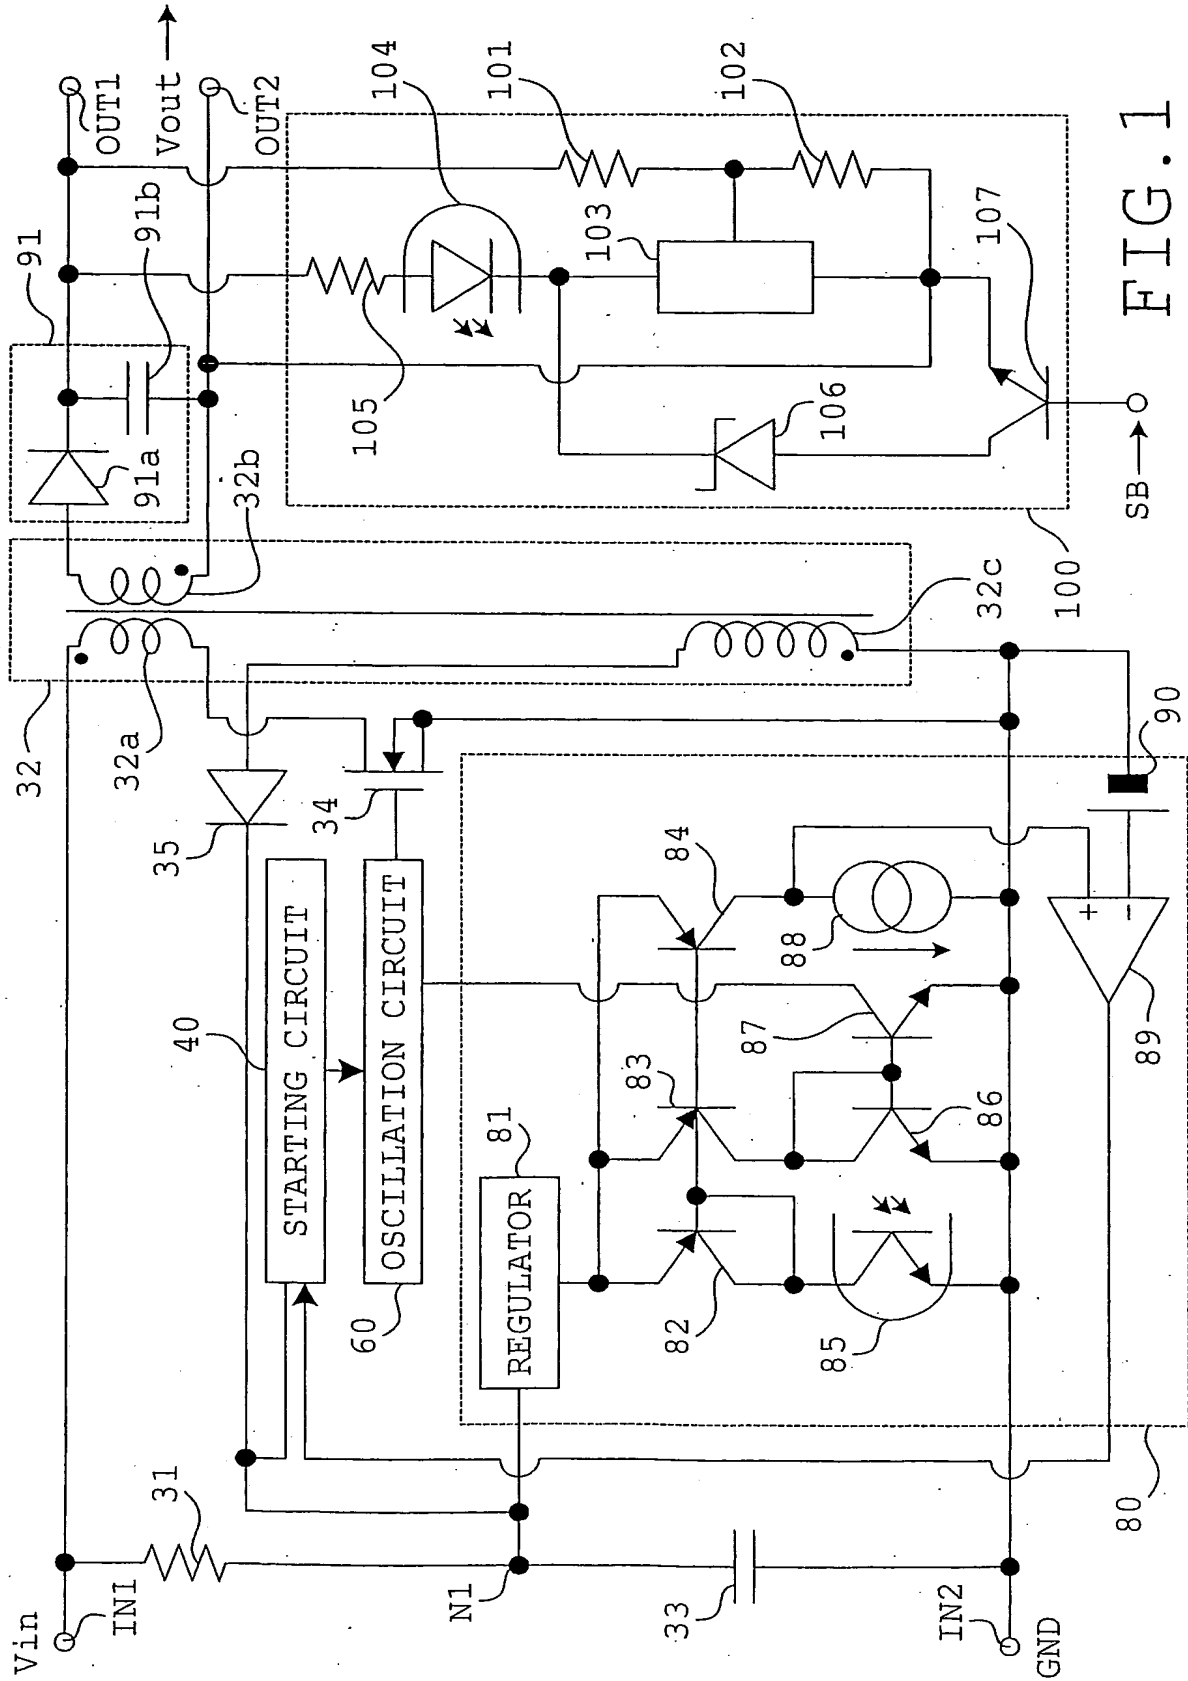 Vin
IN1
31
N1
33
IN2
GND
32
32a
35
40
STARTING CIRCUIT
34
60
OSCILLATION CIRCUIT
81
REGULATOR
82
83
84
85
86
87
88
+
-
89
90
80
32b
32c
91
91a
91b
OUT1
Vout
OUT2
104
101
102
103
105
106
107
100
SB
FIG.1